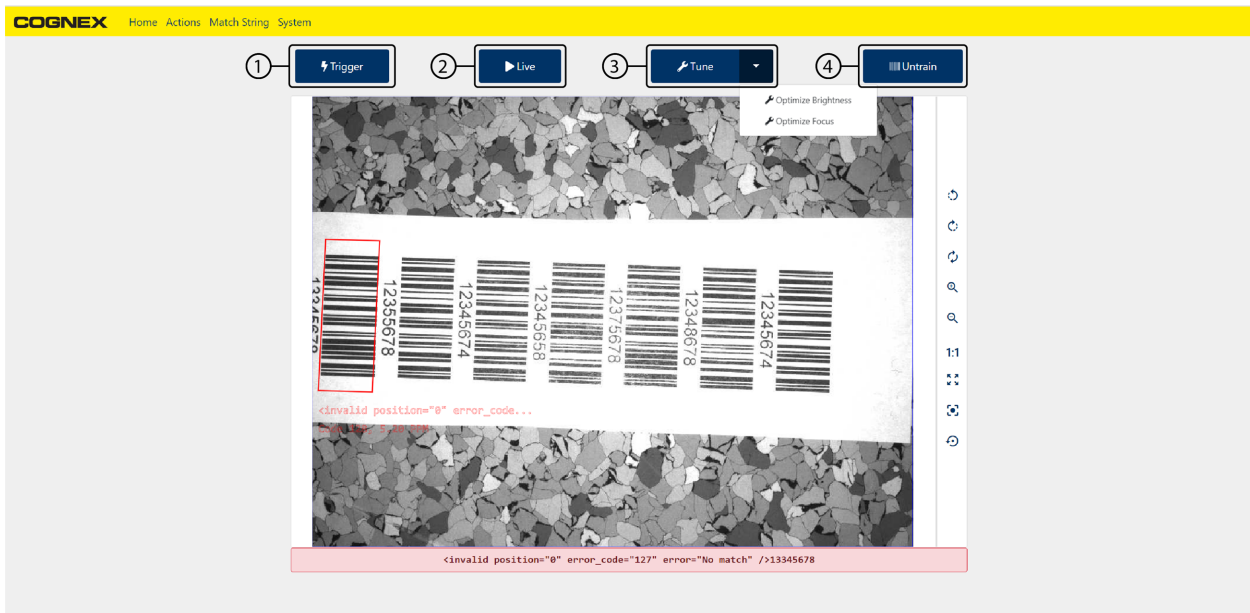 COGNEX Home Actions Match String System
1 Trigger 2 Live 3 Tune 4 Untrain
Optimize Brightness
Optimize Focus
12355678
12345674
12345658
12375678
12348678
12345674
1:1
<invalid position="0" error_code...
<invalid position="0" error_code="127" error="No match" />13345678